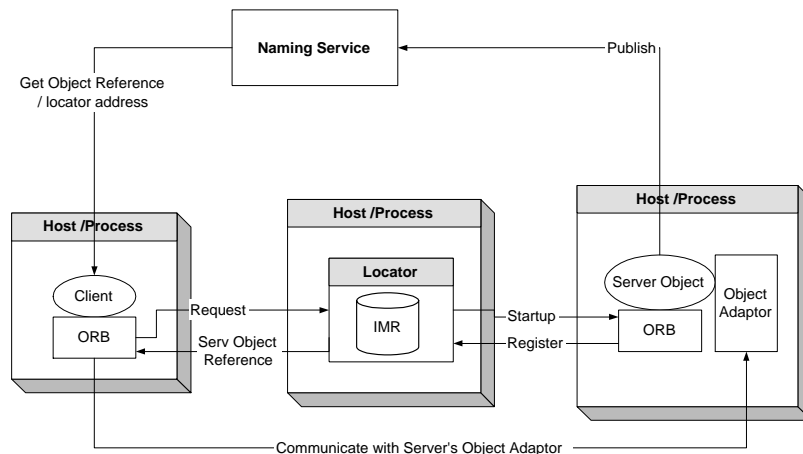 Naming Service
Publish
Get Object Reference
/ locator address
Host /Process
Host /Process
Host /Process
Locator
Client
ORB
Request
Serv Object
Reference
IMR
Startup
Register
Server Object
ORB
Object
Adaptor
Communicate with Server's Object Adaptor